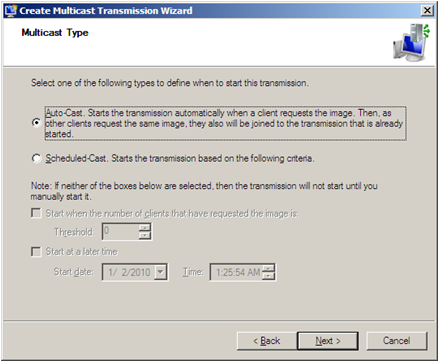 Create Multicast Transmission Wizard
Multicast Type
Select one of the following types to define when to start this transmission.
Auto-Cast. Starts the transmission automatically when a client requests the image. Then, as
other clients request the same image, they also will be joined to the transmission that is already
started.
Scheduled-Cast. Starts the transmission based on the following criteria.
Note: If neither of the boxes below are selected, then the transmission will not start until you
manually start it.
Start when the number of clients that have requested the image is:
Threshold: 0
Start at a later time
Start date: 1/ 2/2010 Time: 1:25:54 AM
< Back Next > Cancel